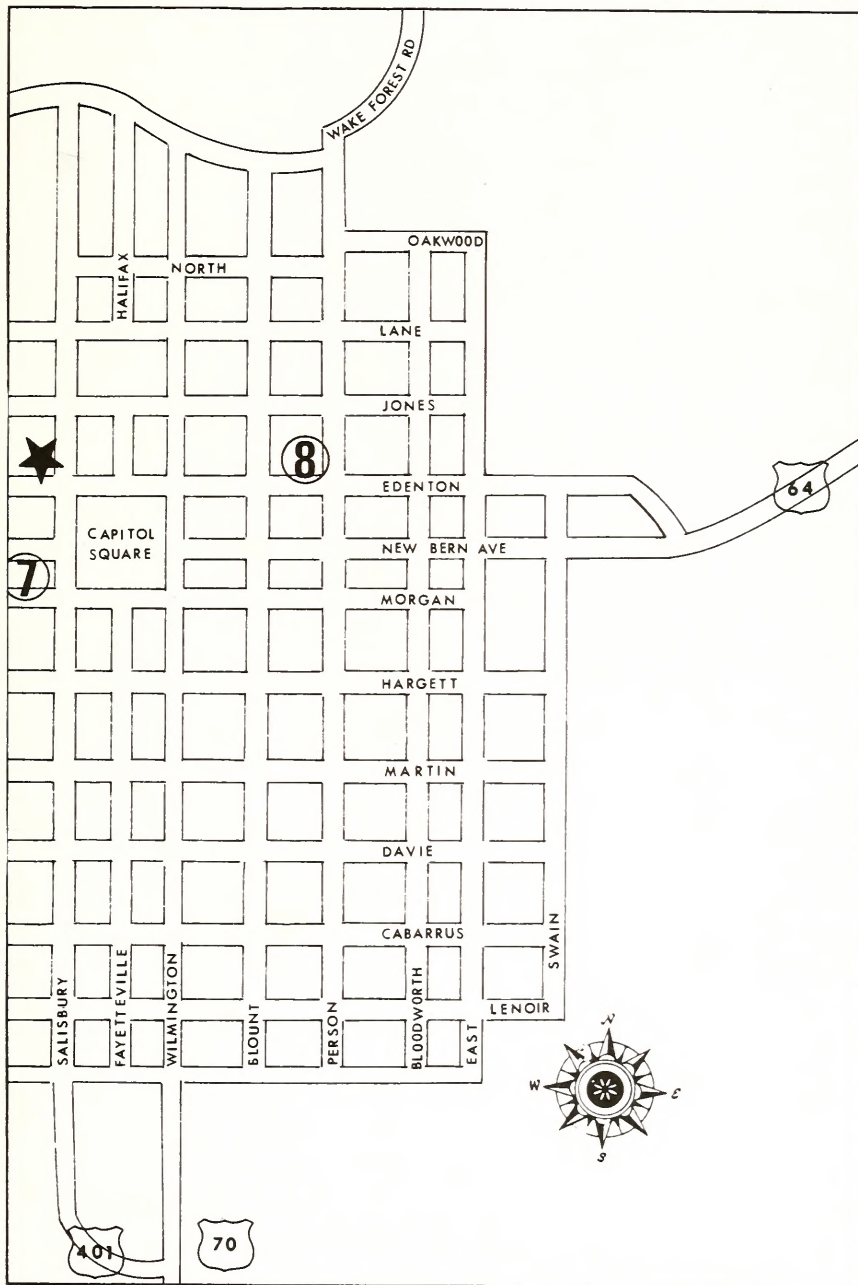 WAKE FOREST RD
OAKWOOD
HALIFAX
NORTH
LANE
JONES
8
EDENTON
64
CAPITOL
SQUARE
NEW BERN AVE
7
MORGAN
HARGETT
MARTIN
DAVIE
CABARRUS
SWAIN
SALISBURY
FAYETTEVILLE
WILMINGTON
BLOUNT
PERSON
BLOODWORTH
EAST
LENOIR
N
W
E
S
401
70